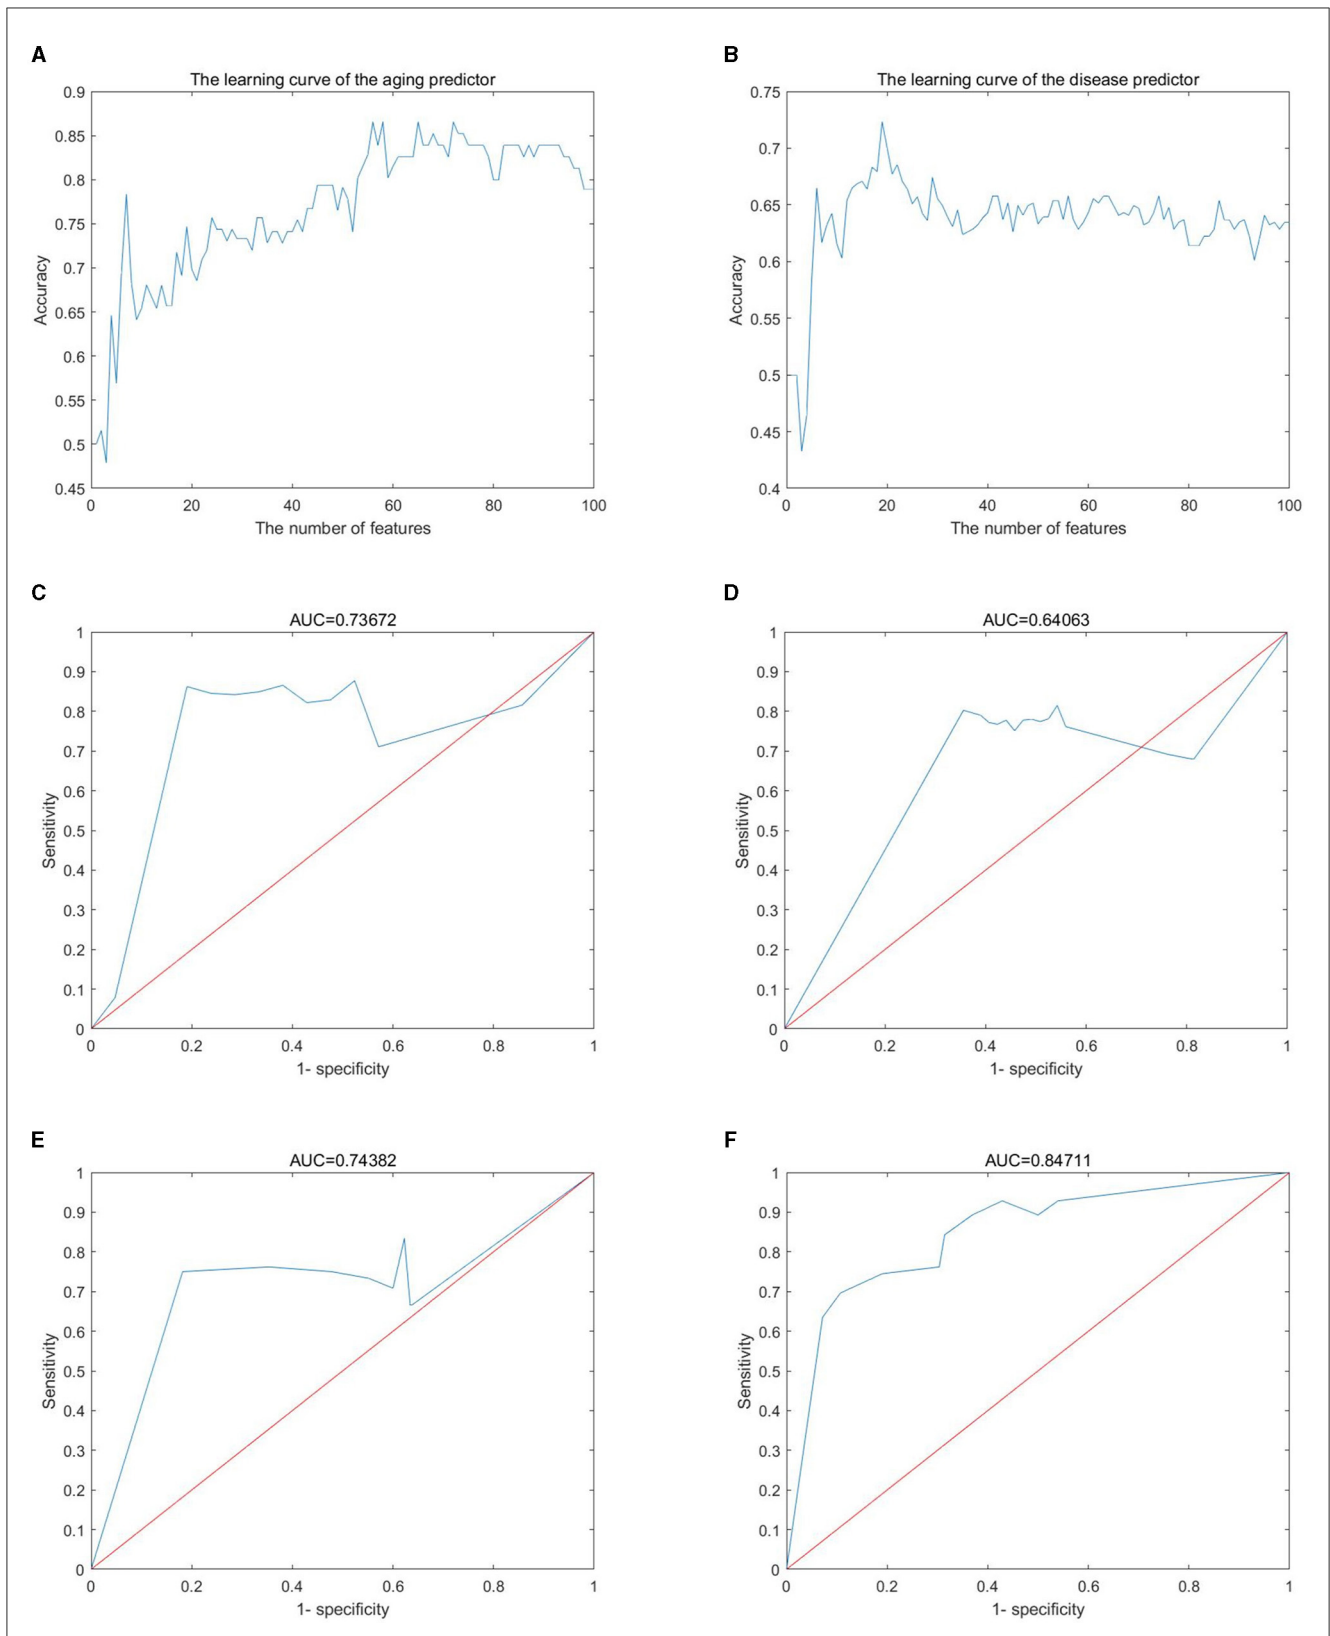 A
The learning curve of the aging predictor
0.9
0.85
0.8
0.75
0.7
0.65
0.6
0.55
0.5
0.45
Accuracy
0 20 40 60 80 100
The number of features
B
The learning curve of the disease predictor
0.75
0.7
0.65
0.6
0.55
0.5
0.45
0.4
Accuracy
0 20 40 60 80 100
The number of features
C
AUC=0.73672
1
0.9
0.8
0.7
0.6
0.5
0.4
0.3
0.2
0.1
0
Sensitivity
0 0.2 0.4 0.6 0.8 1
1- specificity
D
AUC=0.64063
1
0.9
0.8
0.7
0.6
0.5
0.4
0.3
0.2
0.1
0
Sensitivity
0 0.2 0.4 0.6 0.8 1
1- specificity
E
AUC=0.74382
1
0.9
0.8
0.7
0.6
0.5
0.4
0.3
0.2
0.1
0
Sensitivity
0 0.2 0.4 0.6 0.8 1
1- specificity
F
AUC=0.84711
1
0.9
0.8
0.7
0.6
0.5
0.4
0.3
0.2
0.1
0
Sensitivity
0 0.2 0.4 0.6 0.8 1
1- specificity